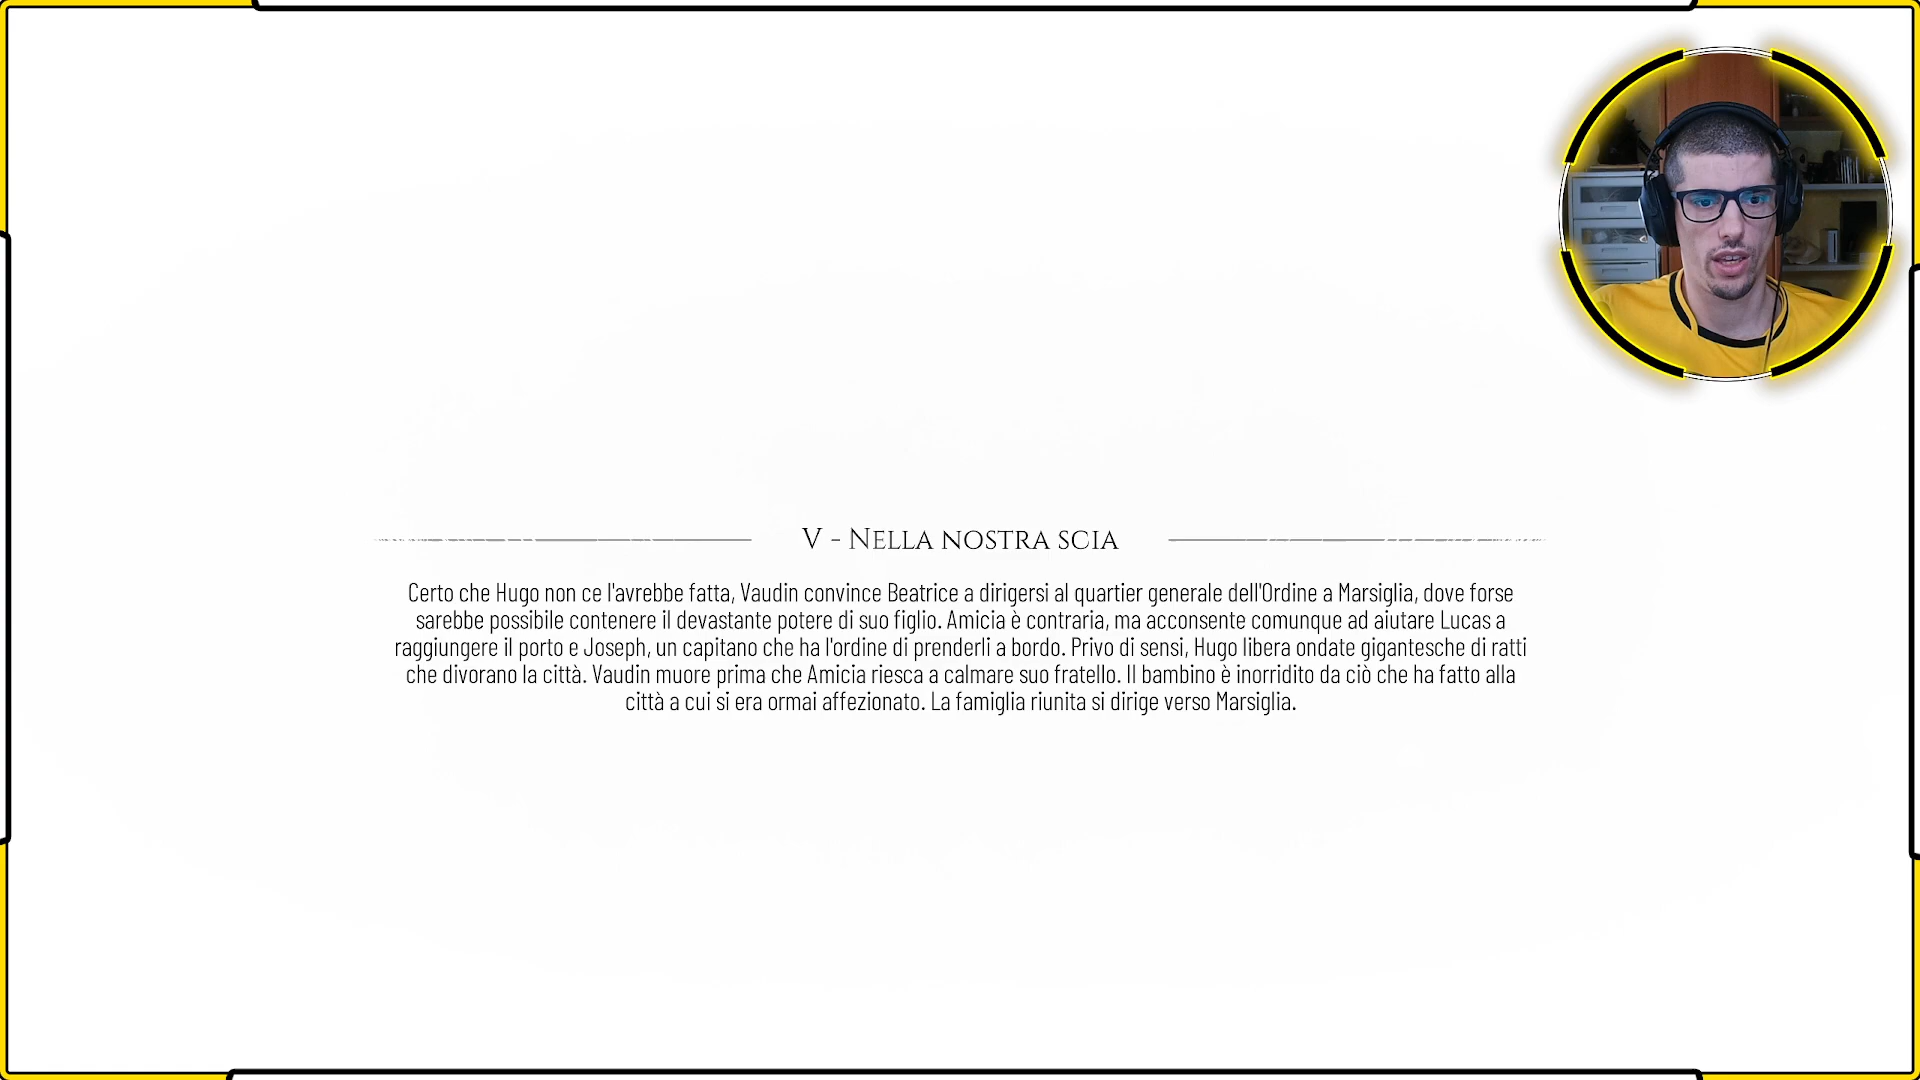 V - Nella nostra scia
Certo che Hugo non ce l'avrebbe fatta, Vaudin convince Beatrice a dirigersi al quartier generale dell'Ordine a Marsiglia, dove forse
sarebbe possibile contenere il devastante potere di suo figlio. Amicia è contraria, ma acconsente comunque ad aiutare Lucas a
raggiungere il porto e Joseph, un capitano che ha l'ordine di prenderli a bordo. Privo di sensi, Hugo libera ondate gigantesche di ratti
che divorano la città. Vaudin muore prima che Amicia riesca a calmare suo fratello. Il bambino è inorridito da ciò che ha fatto alla
città a cui si era ormai affezionato. La famiglia riunita si dirige verso Marsiglia.